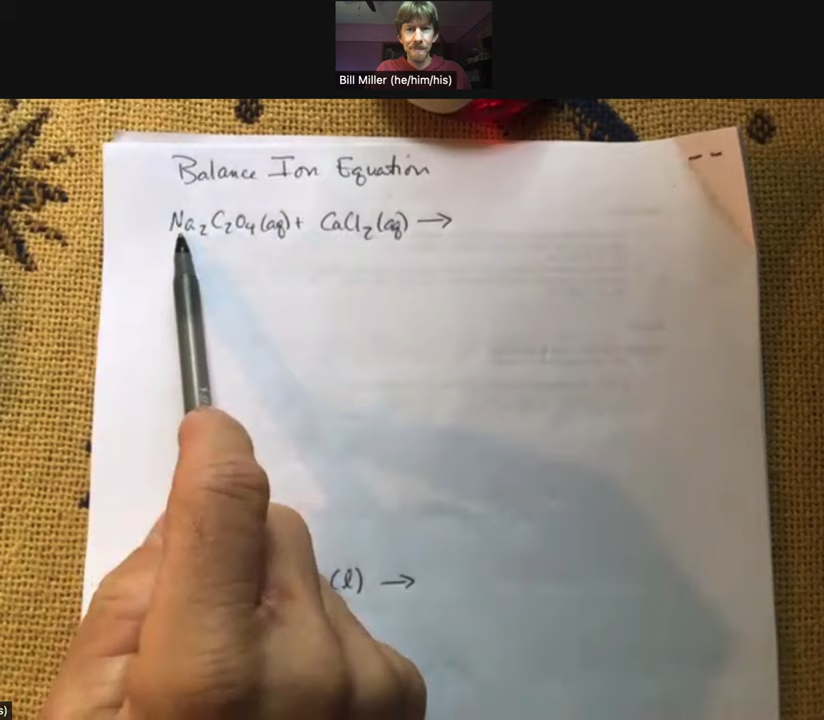 Bill Miller (he/him/his)
Balance Ion Equation
Na₂C₂O₄(aq) + CaCl₂(aq) →
(l) →
s)